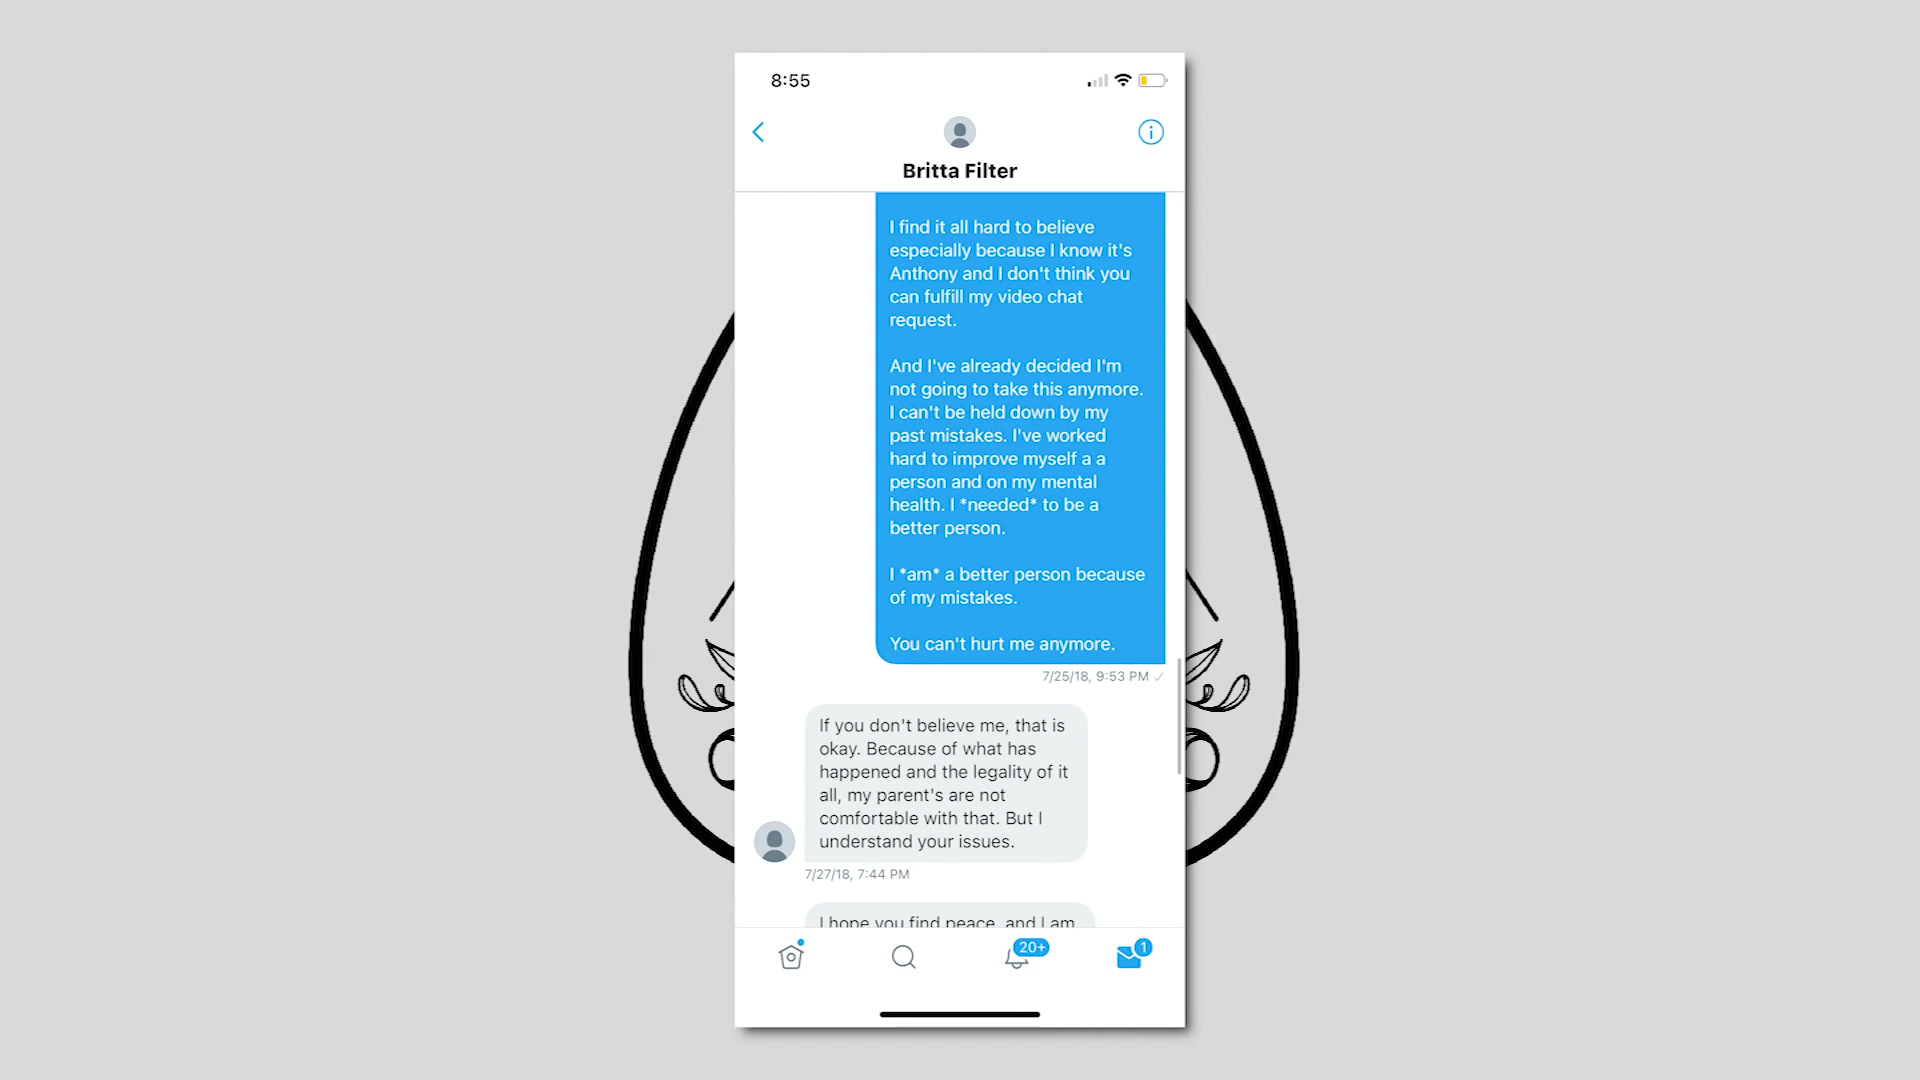 8:55
Britta Filter
I find it all hard to believe
especially because I know it's
Anthony and I don't think you
can fulfill my video chat
request.
And I've already decided I'm
not going to take this anymore.
I can't be held down by my
past mistakes. I've worked
hard to improve myself a a
person and on my mental
health. I *needed* to be a
better person.
I *am* a better person because
of my mistakes.
You can't hurt me anymore.
7/25/18, 9:53 PM ✓
If you don't believe me, that is
okay. Because of what has
happened and the legality of it
all, my parent's are not
comfortable with that. But I
understand your issues.
7/27/18, 7:44 PM
I hope you find peace, and I am
20+
1